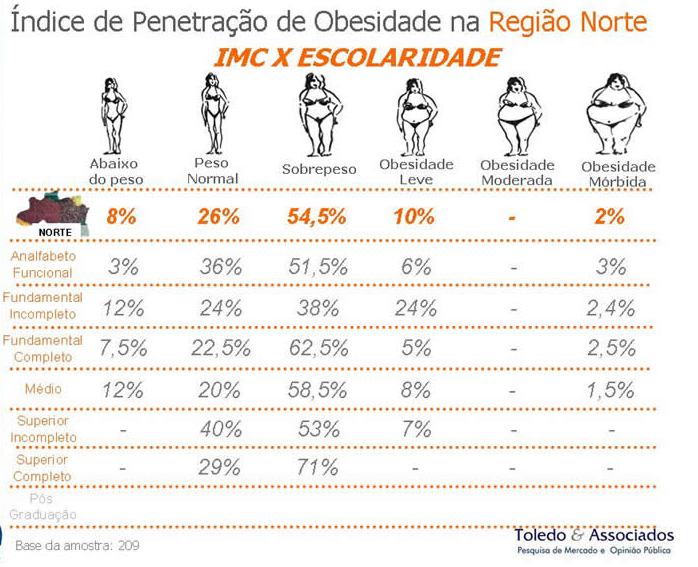 Índice de Penetração de Obesidade na Região Norte
IMC X ESCOLARIDADE
Abaixo do peso
Peso Normal
Sobrepeso
Obesidade Leve
Obesidade Moderada
Obesidade Mórbida
NORTE 8% 26% 54,5% 10% - 2%
Analfabeto Funcional 3% 36% 51,5% 6% - 3%
Fundamental Incompleto 12% 24% 38% 24% - 2,4%
Fundamental Completo 7,5% 22,5% 62,5% 5% - 2,5%
Médio 12% 20% 58,5% 8% - 1,5%
Superior Incompleto - 40% 53% 7% - -
Superior Completo - 29% 71% - - -
Pós Graduação
Base da amostra: 209
Toledo & Associados
Pesquisa de Mercado e Opinião Pública